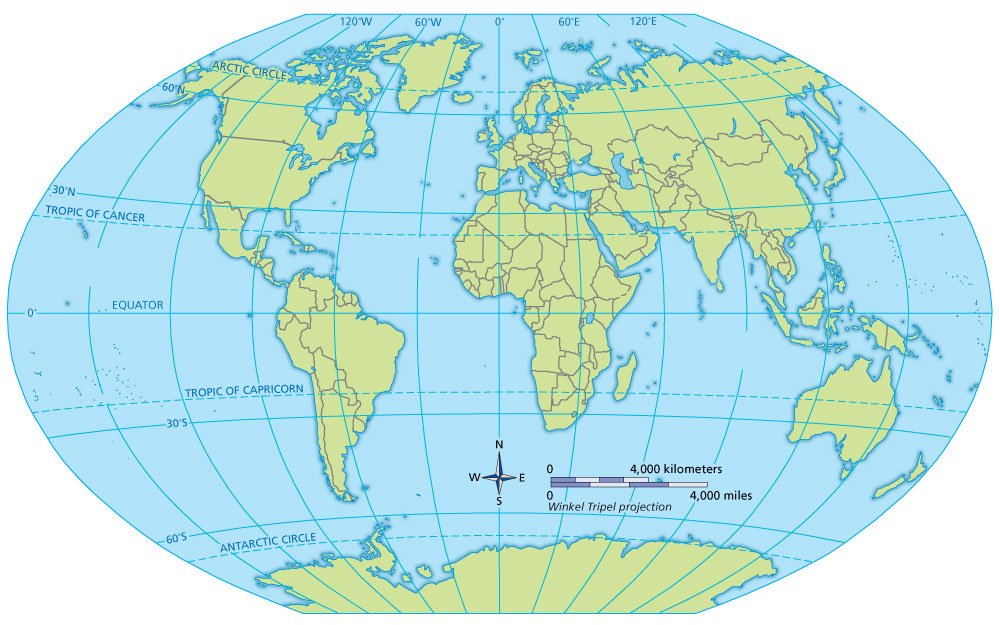 120°W 60°W 0° 60°E 120°E
ARCTIC CIRCLE
60°N
30°N
TROPIC OF CANCER
EQUATOR
0°
TROPIC OF CAPRICORN
30°S
N
W E
S
0 4,000 kilometers
0 4,000 miles
Winkel Tripel projection
60°S
ANTARCTIC CIRCLE